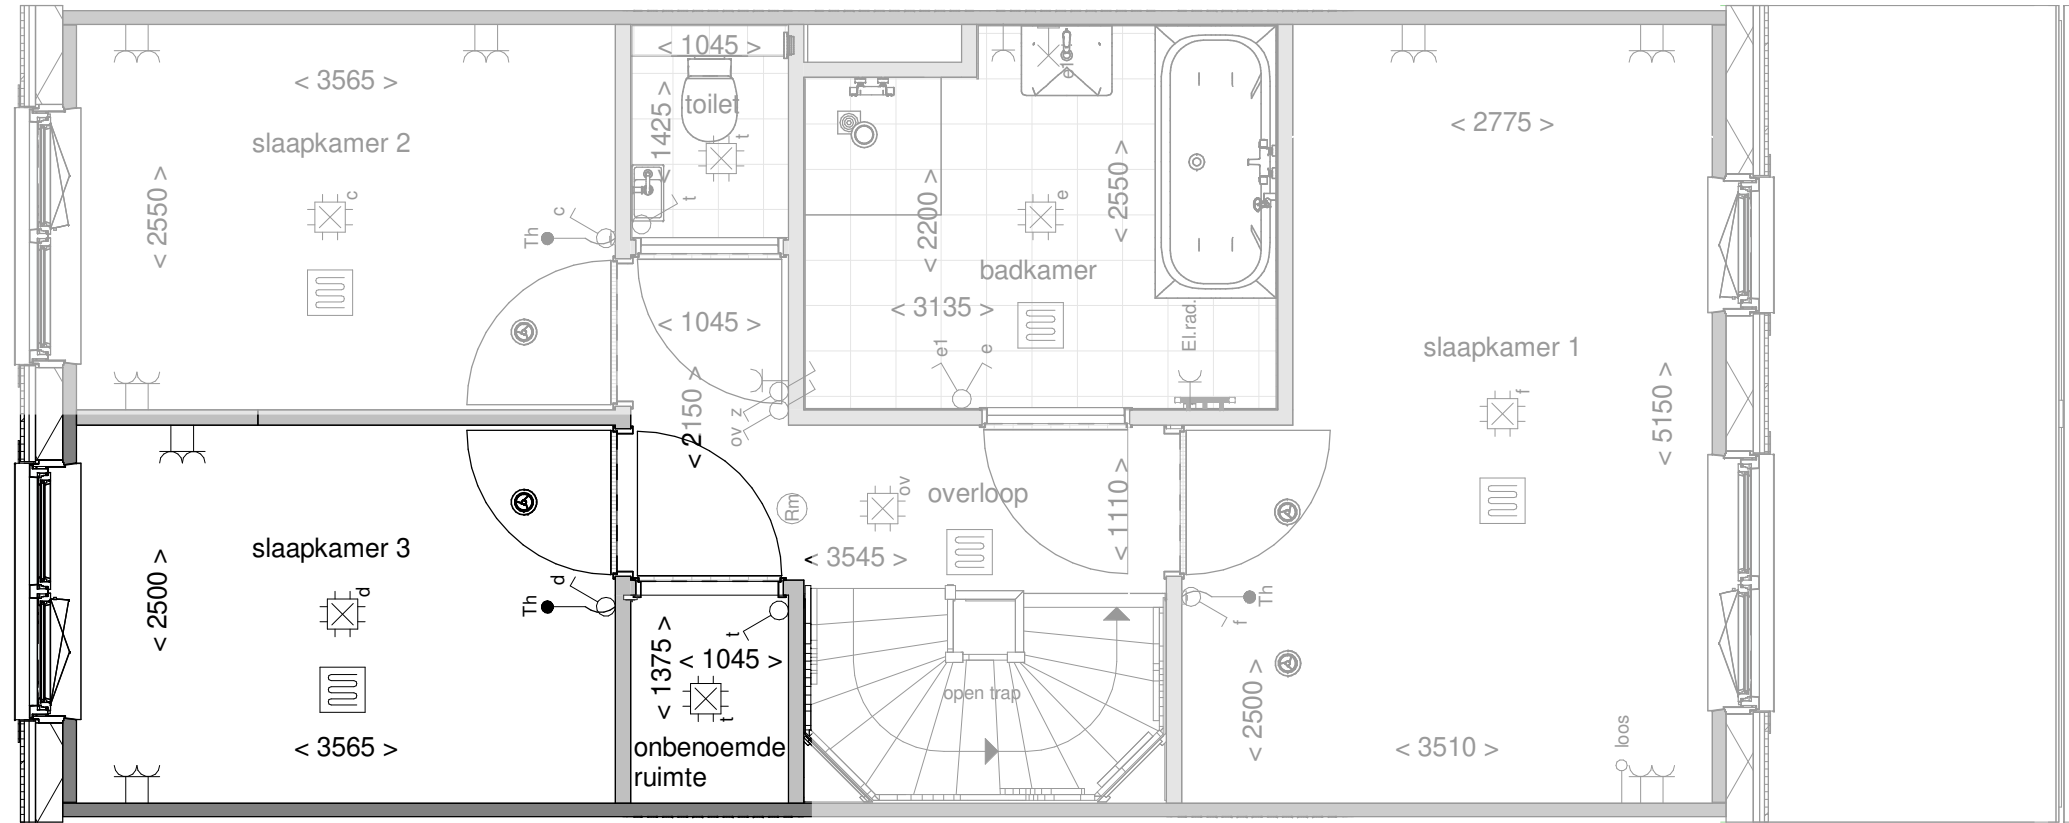 < 3565 >
slaapkamer 2
< 2550 >
c
c
Th
< 1045 >
toilet
< 1425 >
t
t
< 1045 >
< 2150 >
z
ov
< 2200 >
< 2550 >
e
e1
badkamer
< 3135 >
e1
e
El.rad.
< 2775 >
slaapkamer 1
f
< 5150 >
slaapkamer 3
< 2500 >
d
d
Th
< 3565 >
< 1375 >
t
< 1045 >
t
onbenoemde
ruimte
Rm
ov
overloop
< 3545 >
< 1110 >
open trap
Th
f
< 2500 >
< 3510 >
loos